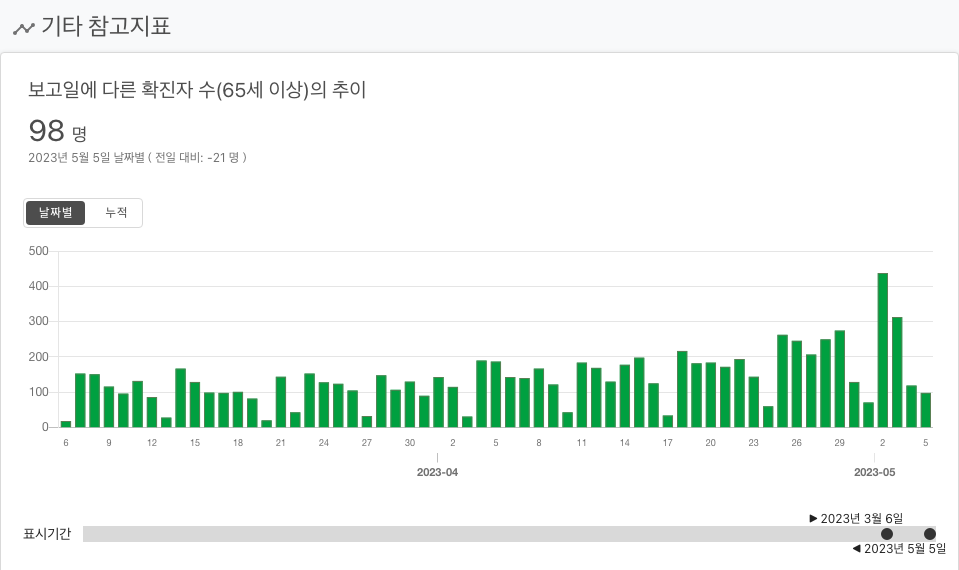 기타 참고지표
보고일에 다른 확진자 수(65세 이상)의 추이
98 명
2023년 5월 5일 날짜별 ( 전일 대비: -21 명 )
날짜별 누적
500
400
300
200
100
0
6 9 12 15 18 21 24 27 30 2 5 8 11 14 17 20 23 26 29 2 5
2023-04 2023-05
▶ 2023년 3월 6일
표시기간
◀ 2023년 5월 5일